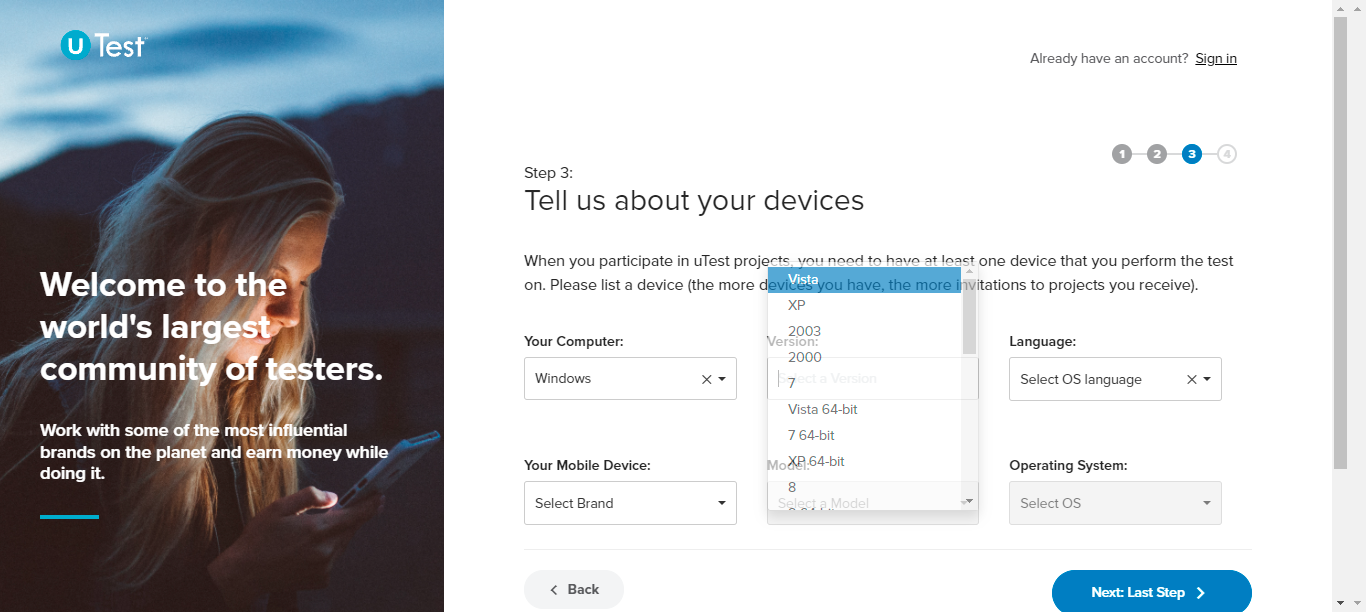 U Test
Already have an account? Sign in
1 2 3 4
Step 3:
Tell us about your devices
When you participate in uTest projects, you need to have at least one device that you perform the test
on. Please list a device (the more devices you have, the more invitations to projects you receive).
Welcome to the
world's largest
community of testers.
Work with some of the most influential
brands on the planet and earn money while
doing it.
Your Computer:
Windows
Version:
Select a Version
Vista
XP
2003
2000
7
Vista 64-bit
7 64-bit
XP 64-bit
8
Language:
Select OS language
Your Mobile Device:
Select Brand
Model:
Select a Model
Operating System:
Select OS
Back
Next: Last Step